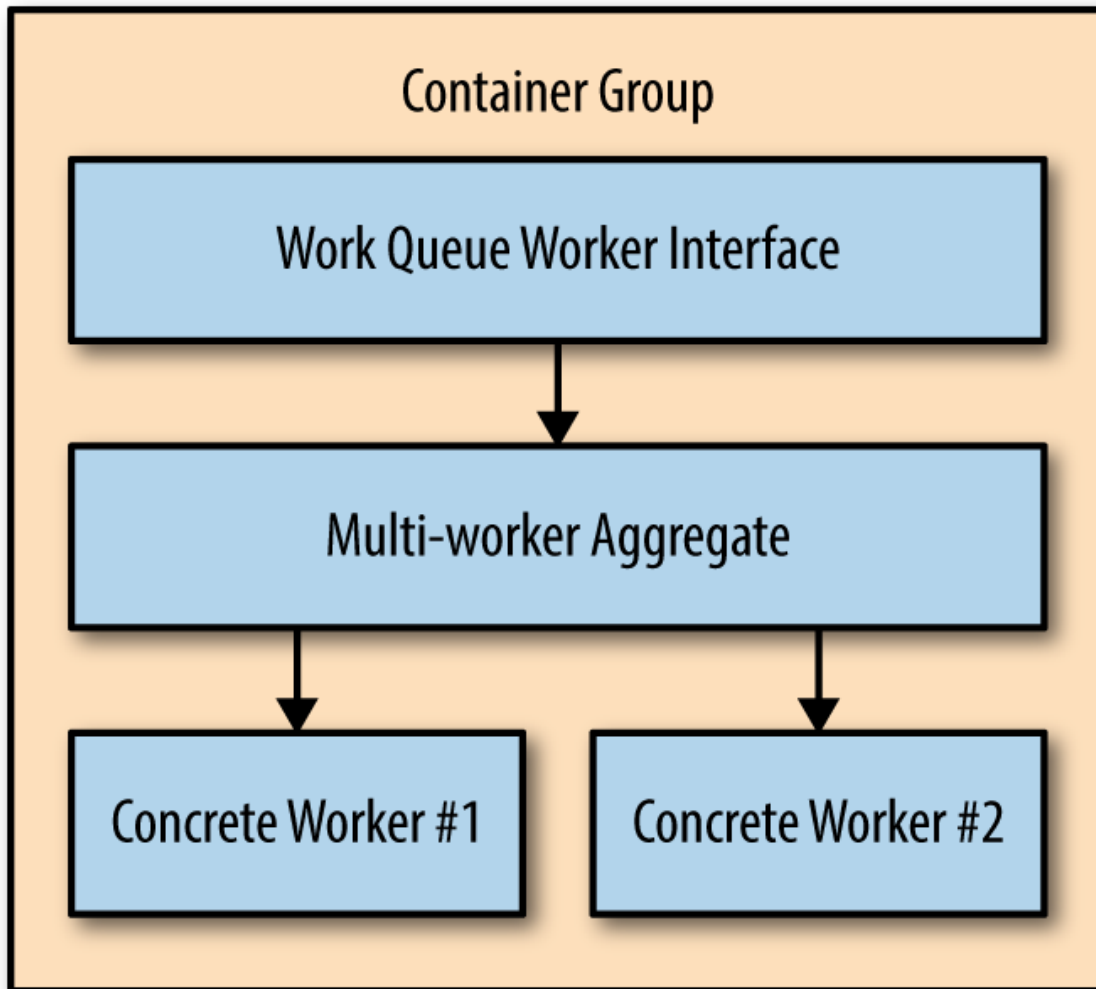 Container Group
Work Queue Worker Interface
Multi-worker Aggregate
Concrete Worker #1
Concrete Worker #2